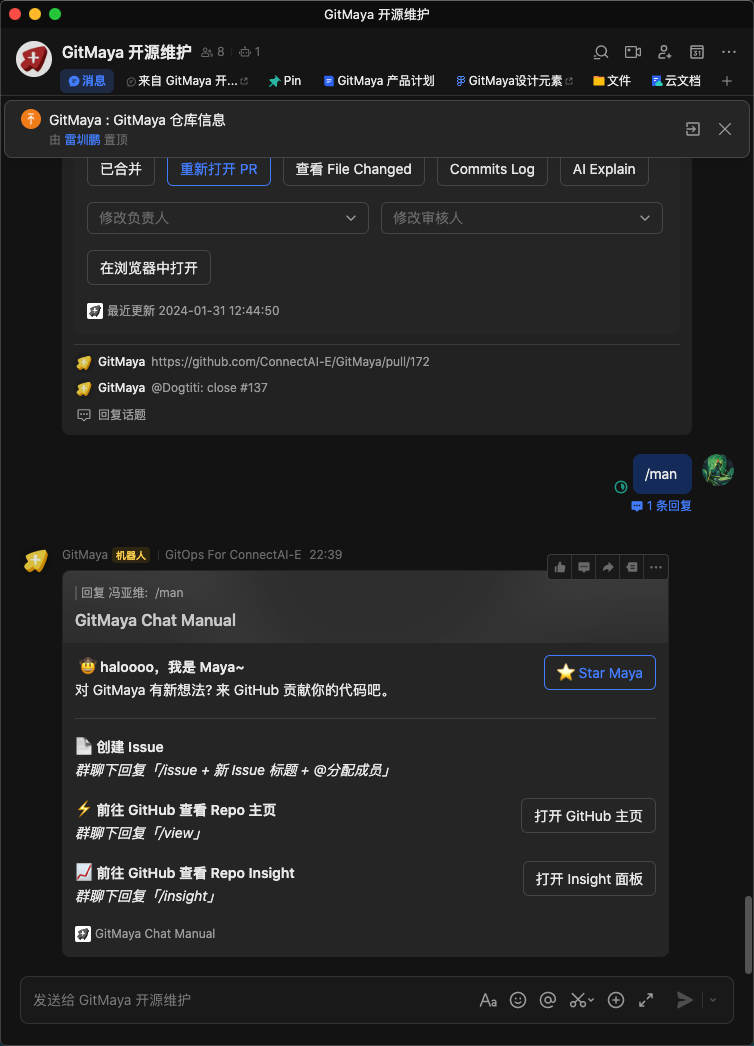 GitMaya 开源维护
GitMaya 开源维护 8 1
消息 来自 GitMaya 开... Pin GitMaya 产品计划 GitMaya设计元素 文件 云文档
GitMaya : GitMaya 仓库信息
由 雷圳鹏 置顶
已合并 重新打开 PR 查看 File Changed Commits Log AI Explain
修改负责人 修改审核人
在浏览器中打开
最近更新 2024-01-31 12:44:50
GitMaya https://github.com/ConnectAI-E/GitMaya/pull/172
GitMaya @Dogtiti: close #137
回复话题
/man
1 条回复
GitMaya 机器人 GitOps For ConnectAI-E 22:39
回复 冯亚维: /man
GitMaya Chat Manual
🤠 haloooo，我是 Maya~
对 GitMaya 有新想法? 来 GitHub 贡献你的代码吧。
⭐ Star Maya
📄 创建 Issue
群聊下回复「/issue + 新 Issue 标题 + @分配成员」
⚡ 前往 GitHub 查看 Repo 主页
群聊下回复「/view」
打开 GitHub 主页
📈 前往 GitHub 查看 Repo Insight
群聊下回复「/insight」
打开 Insight 面板
GitMaya Chat Manual
发送给 GitMaya 开源维护